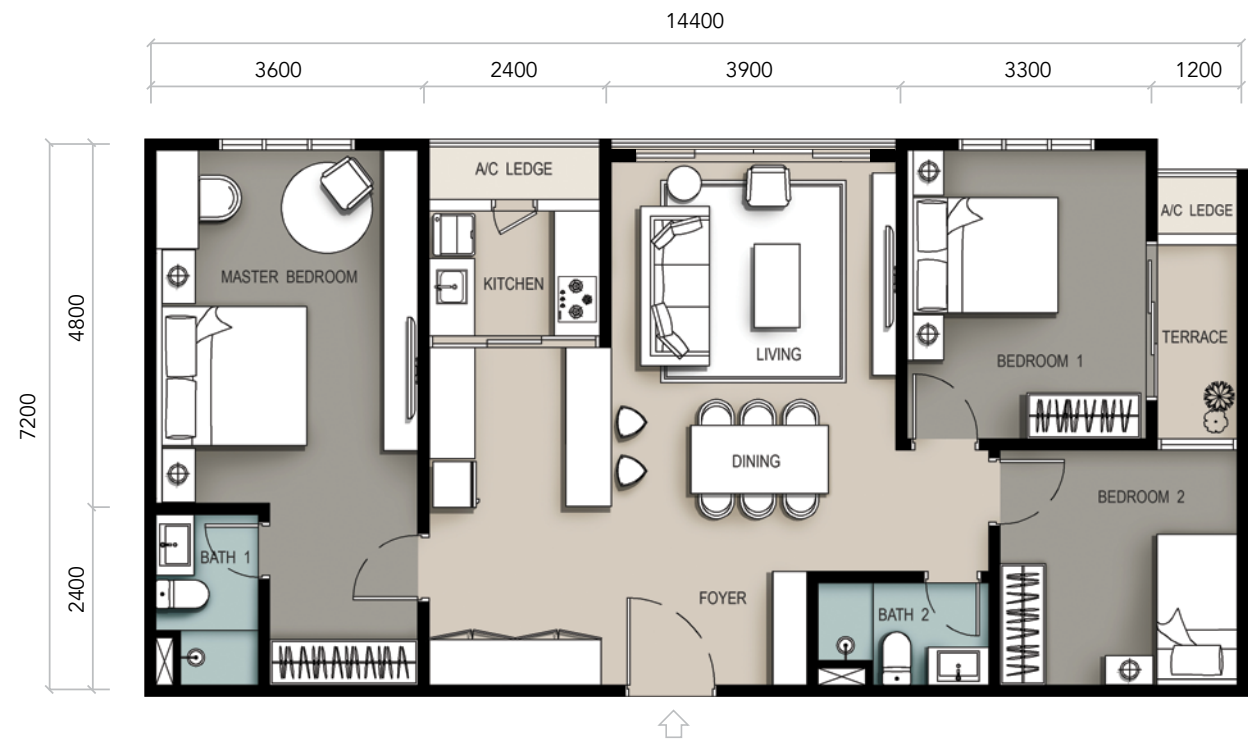 14400
3600 2400 3900 3300 1200
A/C LEDGE
A/C LEDGE
MASTER BEDROOM
KITCHEN
4800
TERRACE
LIVING
BEDROOM 1
7200
DINING
BEDROOM 2
BATH 1
2400
FOYER
BATH 2